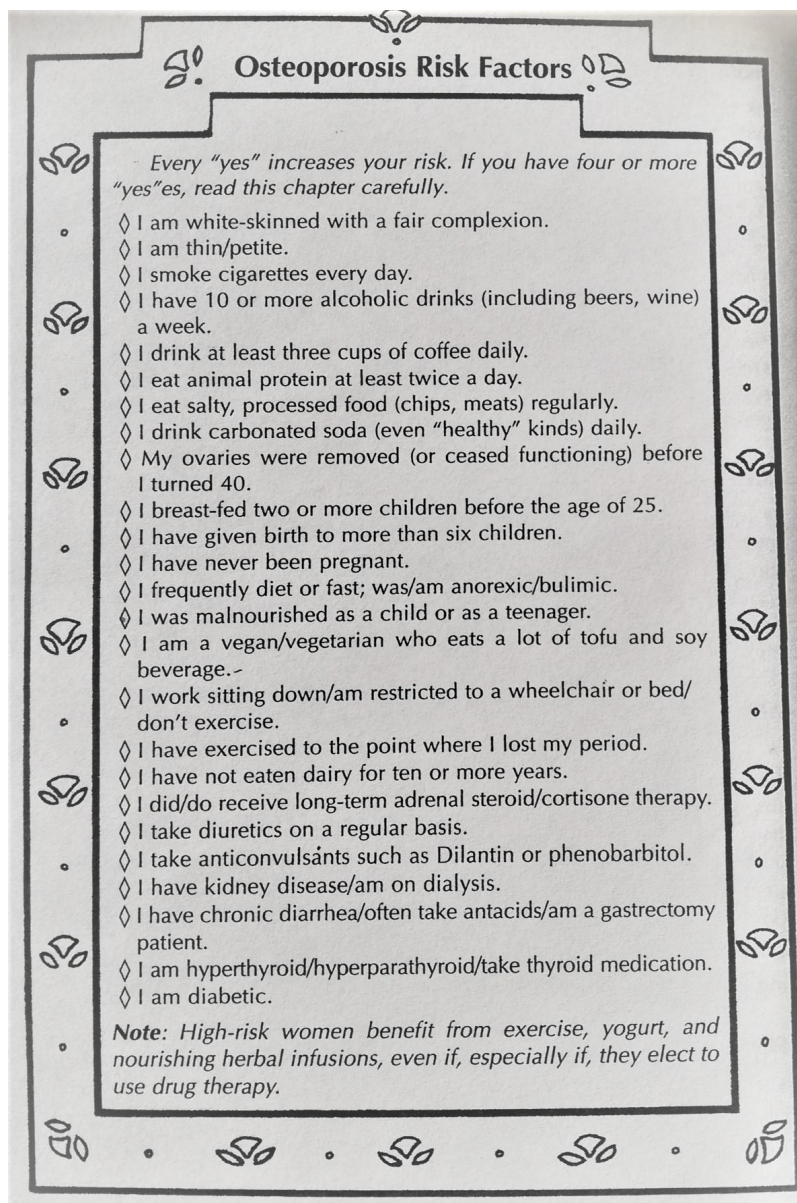 Osteoporosis Risk Factors
Every “yes” increases your risk. If you have four or more
“yes”es, read this chapter carefully.
◊ I am white-skinned with a fair complexion.
◊ I am thin/petite.
◊ I smoke cigarettes every day.
◊ I have 10 or more alcoholic drinks (including beers, wine)
a week.
◊ I drink at least three cups of coffee daily.
◊ I eat animal protein at least twice a day.
◊ I eat salty, processed food (chips, meats) regularly.
◊ I drink carbonated soda (even “healthy” kinds) daily.
◊ My ovaries were removed (or ceased functioning) before
I turned 40.
◊ I breast-fed two or more children before the age of 25.
◊ I have given birth to more than six children.
◊ I have never been pregnant.
◊ I frequently diet or fast; was/am anorexic/bulimic.
◊ I was malnourished as a child or as a teenager.
◊ I am a vegan/vegetarian who eats a lot of tofu and soy
beverage.-
◊ I work sitting down/am restricted to a wheelchair or bed/
don’t exercise.
◊ I have exercised to the point where I lost my period.
◊ I have not eaten dairy for ten or more years.
◊ I did/do receive long-term adrenal steroid/cortisone therapy.
◊ I take diuretics on a regular basis.
◊ I take anticonvulsants such as Dilantin or phenobarbitol.
◊ I have kidney disease/am on dialysis.
◊ I have chronic diarrhea/often take antacids/am a gastrectomy
patient.
◊ I am hyperthyroid/hyperparathyroid/take thyroid medication.
◊ I am diabetic.
Note: High-risk women benefit from exercise, yogurt, and
nourishing herbal infusions, even if, especially if, they elect to
use drug therapy.